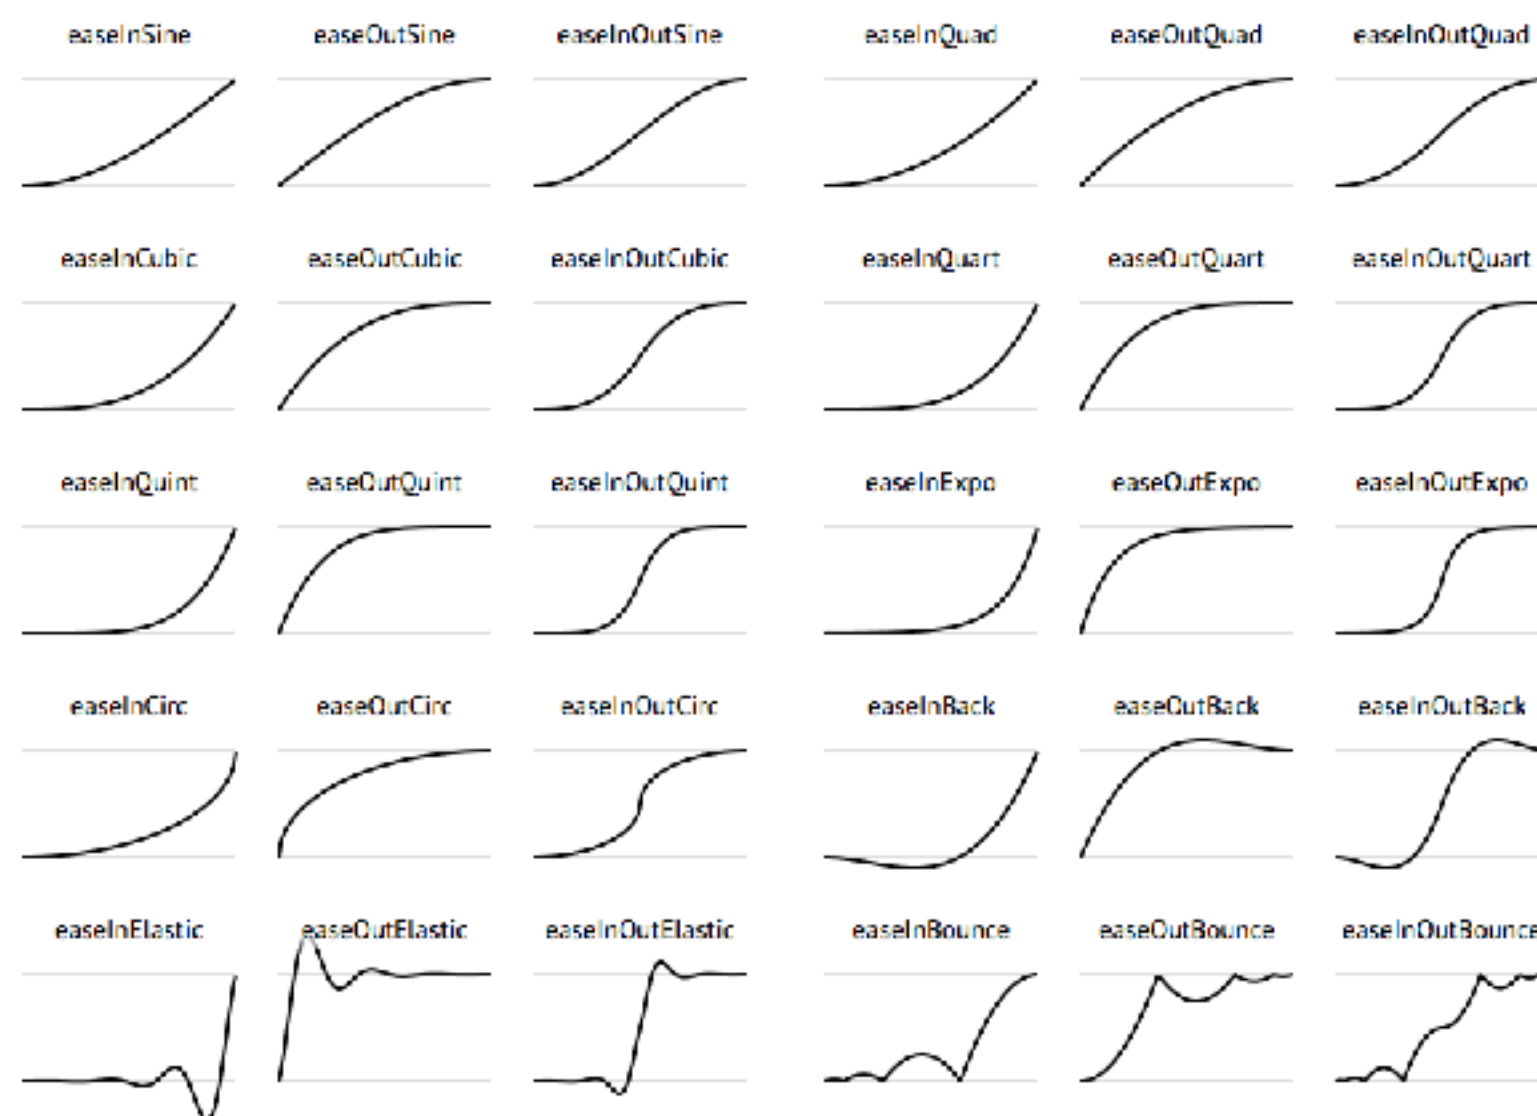 easeInSine easeOutSine easeInOutSine easeInQuad easeOutQuad easeInOutQuad
easeInCubic easeOutCubic easeInOutCubic easeInQuart easeOutQuart easeInOutQuart
easeInQuint easeOutQuint easeInOutQuint easeInExpo easeOutExpo easeInOutExpo
easeInCirc easeOutCirc easeInOutCirc easeInBack easeOutBack easeInOutBack
easeInElastic easeOutElastic easeInOutElastic easeInBounce easeOutBounce easeInOutBounce